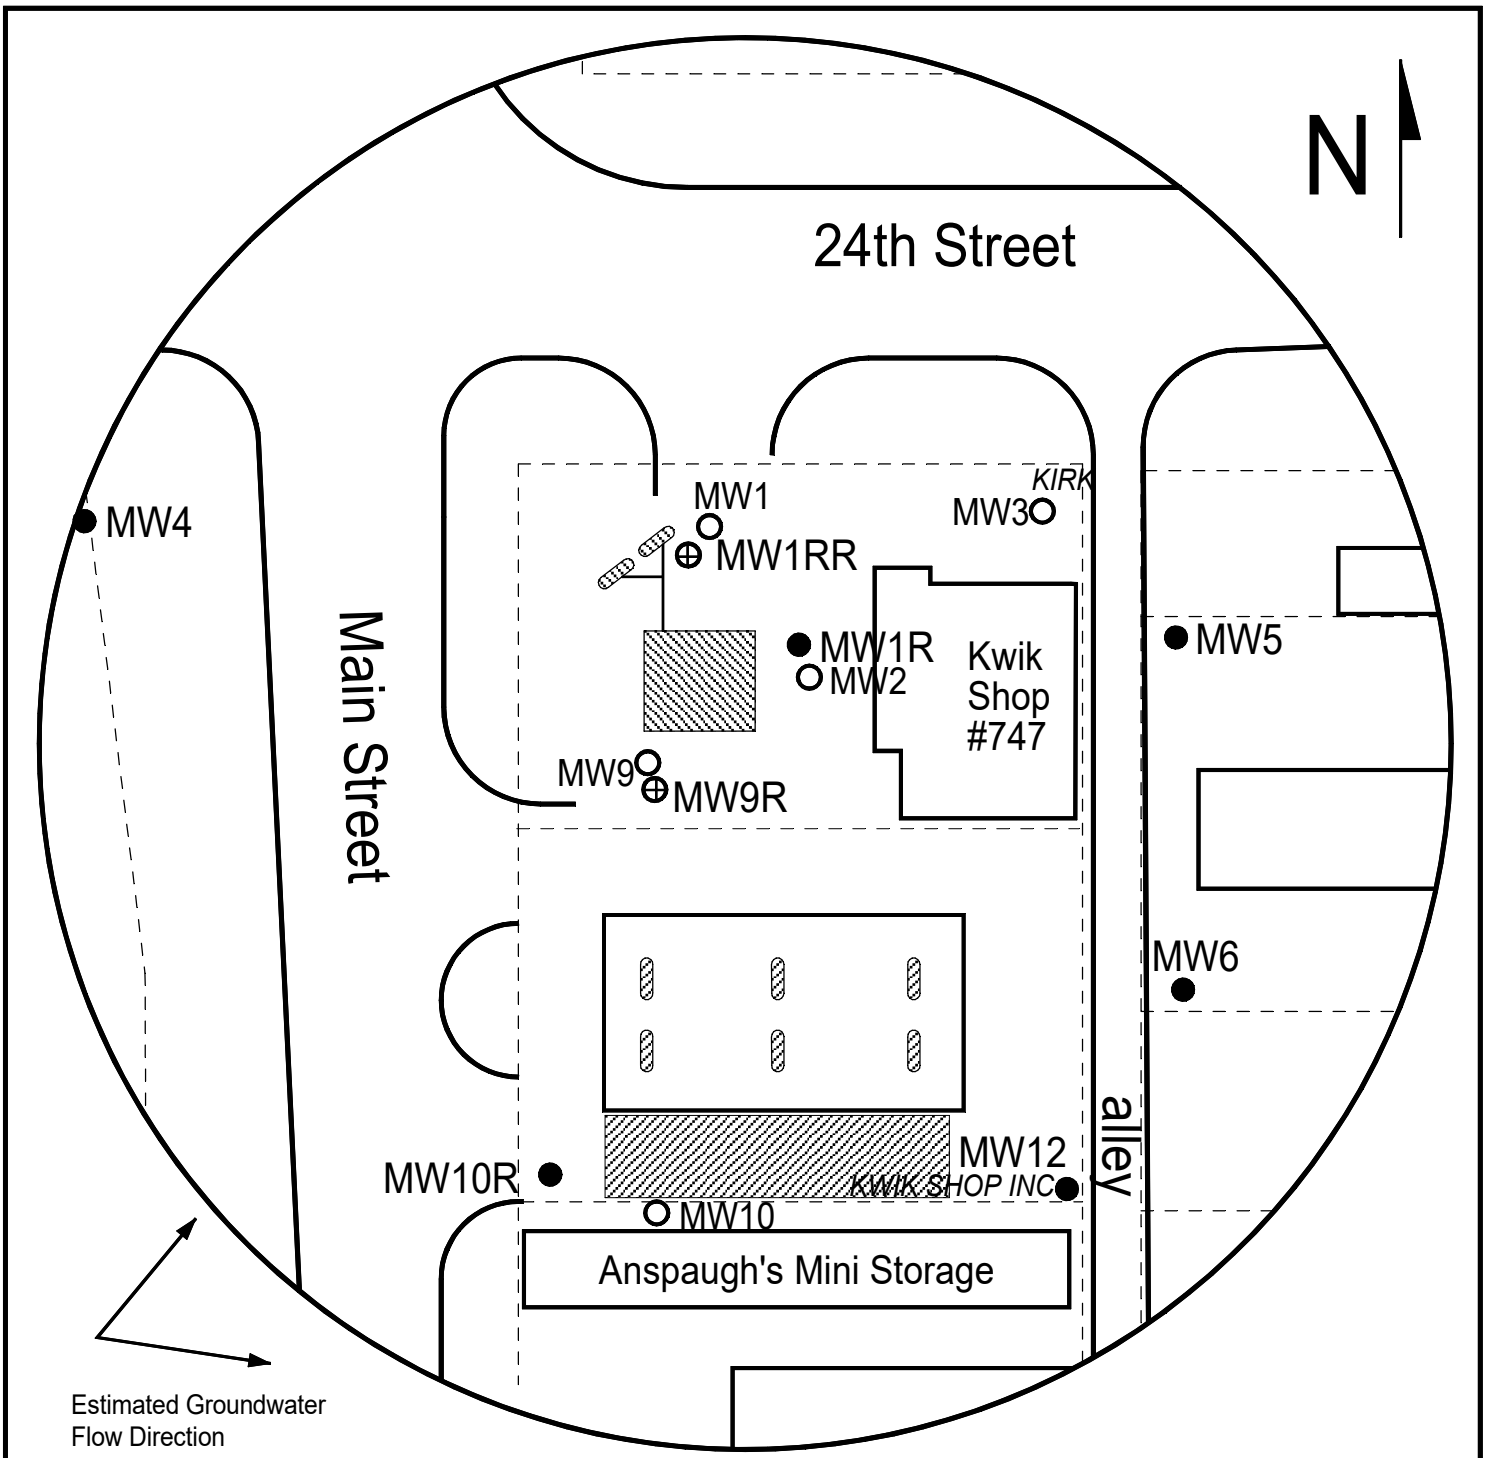 N
24th Street
KIRK
MW1
MW3
MW4
MW1RR
MW5
MW1R
Kwik
Shop
#747
MW2
Main Street
MW9
MW9R
MW6
alley
MW12
MW10R
KWIK SHOP INC
MW10
Anspaugh's Mini Storage
Estimated Groundwater
Flow Direction